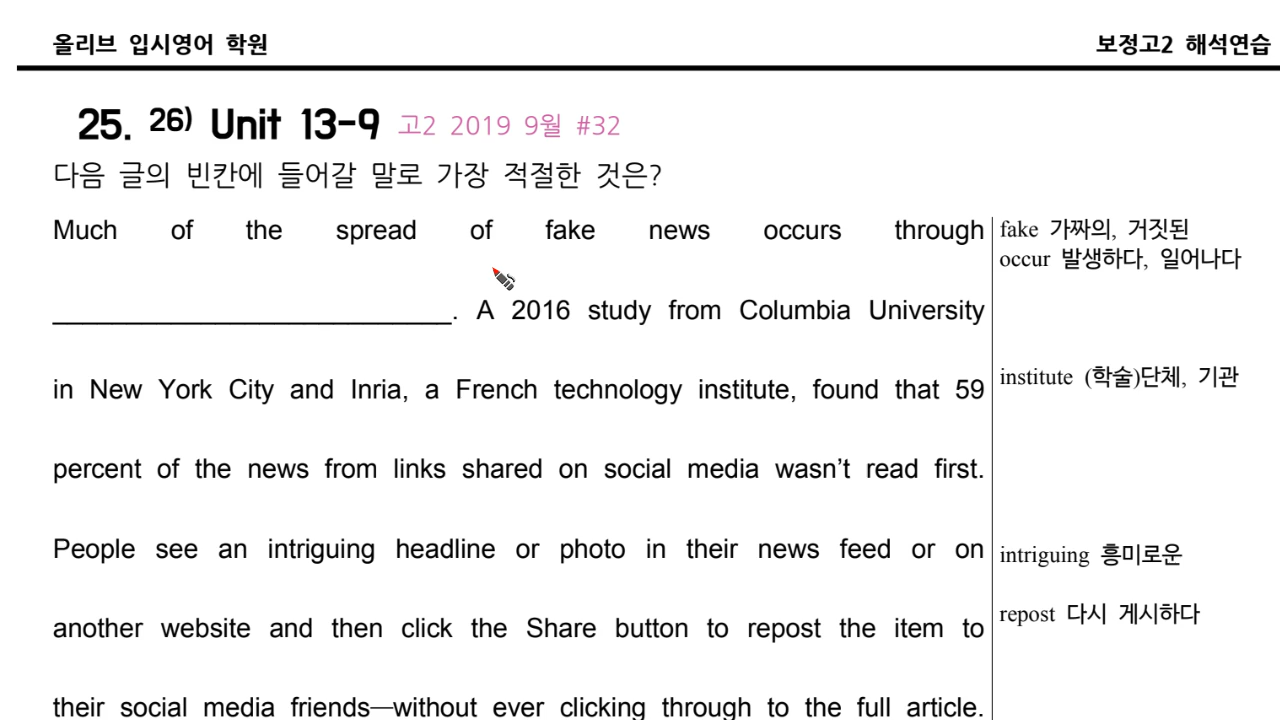 올리브 입시영어 학원
보정고2 해석연습
25. 26) Unit 13-9 고2 2019 9월 #32
다음 글의 빈칸에 들어갈 말로 가장 적절한 것은?
Much of the spread of fake news occurs through
____________________________. A 2016 study from Columbia University
in New York City and Inria, a French technology institute, found that 59
percent of the news from links shared on social media wasn’t read first.
People see an intriguing headline or photo in their news feed or on
another website and then click the Share button to repost the item to
their social media friends—without ever clicking through to the full article.
fake 가짜의, 거짓된
occur 발생하다, 일어나다
institute (학술)단체, 기관
intriguing 흥미로운
repost 다시 게시하다